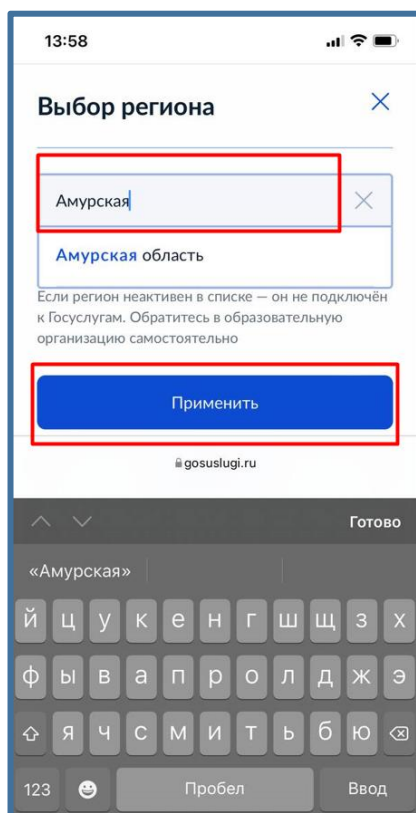 13:58
Выбор региона
Амурская
Амурская область
Если регион неактивен в списке — он не подключён
к Госуслугам. Обратитесь в образовательную
организацию самостоятельно
Применить
gosuslugi.ru
Готово
«Амурская»
й ц у к е н г ш щ з х
ф ы в а п р о л д ж э
я ч с м и т ь б ю
123 Пробел Ввод